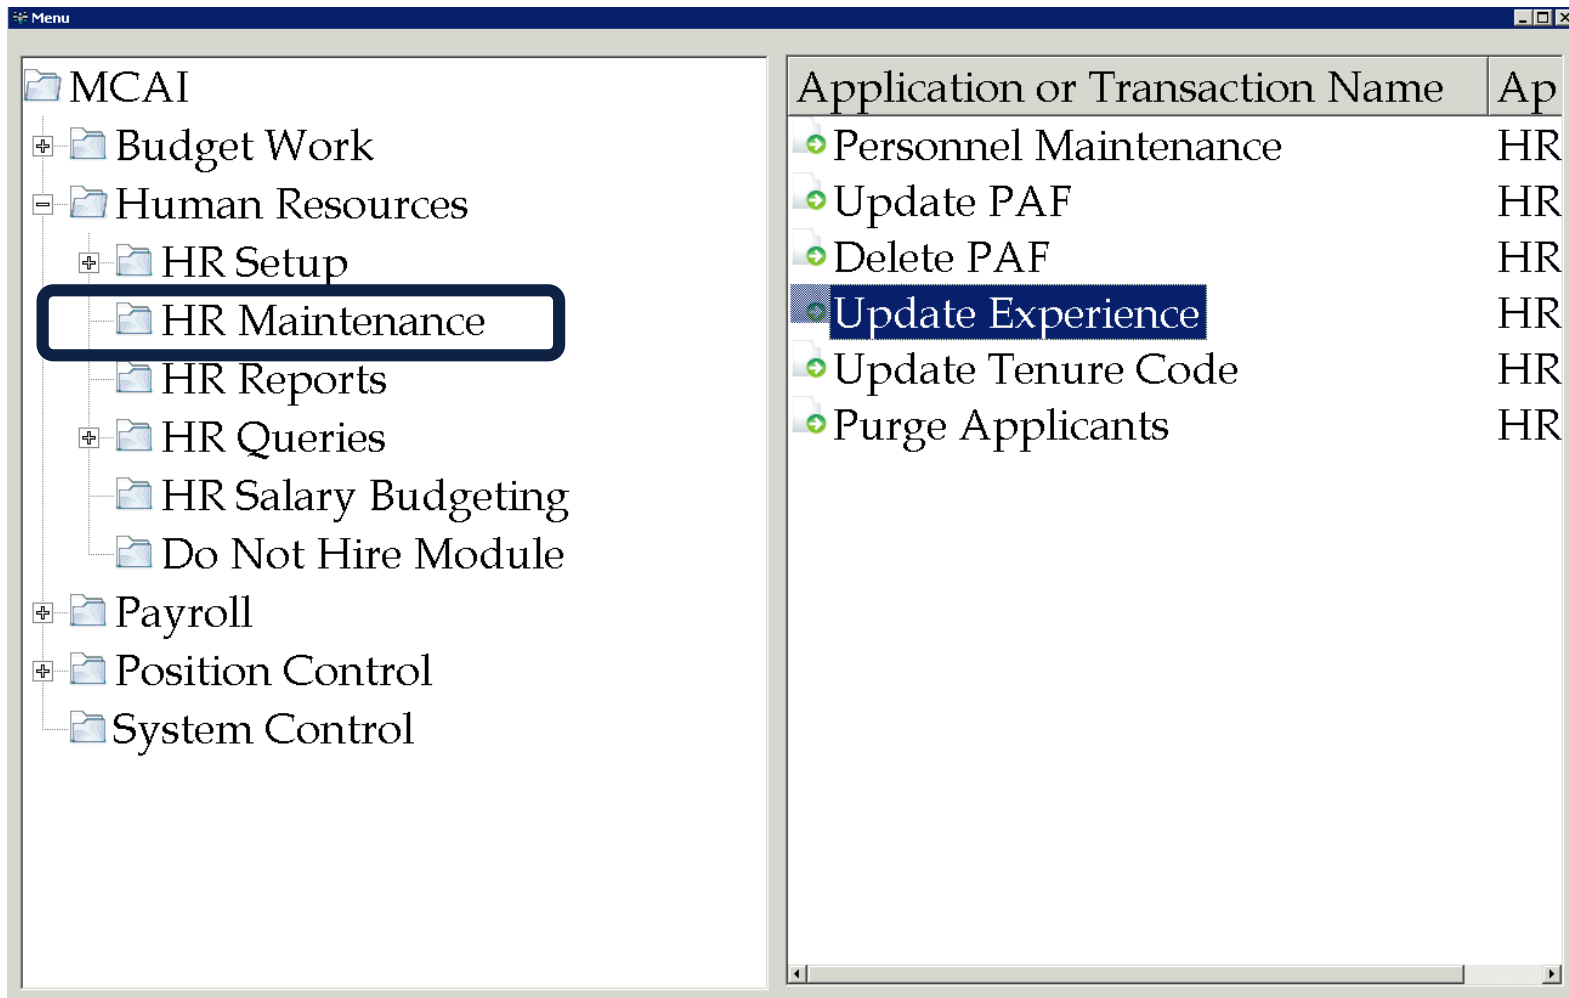 Menu
MCAI
Budget Work
Human Resources
HR Setup
HR Maintenance
HR Reports
HR Queries
HR Salary Budgeting
Do Not Hire Module
Payroll
Position Control
System Control
Application or Transaction Name Ap
Personnel Maintenance HR
Update PAF HR
Delete PAF HR
Update Experience HR
Update Tenure Code HR
Purge Applicants HR